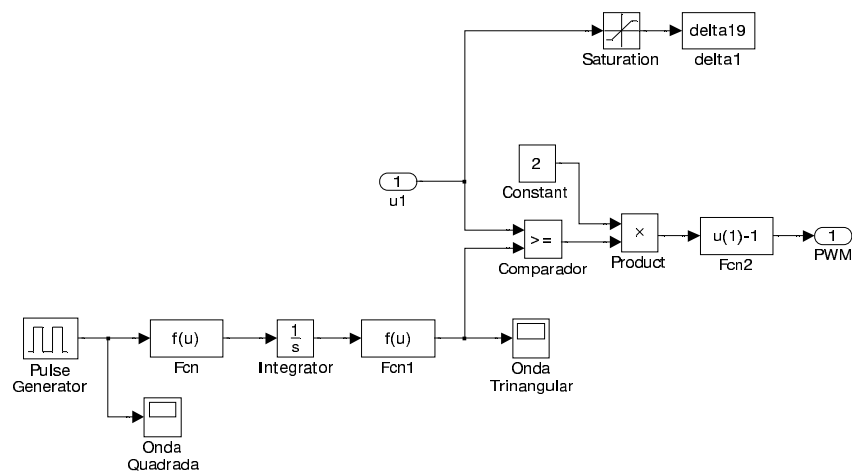 delta19
Saturation
delta1
2
1
Constant
u1
>=
×
u(1)-1
1
Comparador
Product
Fcn2
PWM
f(u)
1
s
f(u)
Pulse
Generator
Fcn
Integrator
Fcn1
Onda
Trinangular
Onda
Quadrada